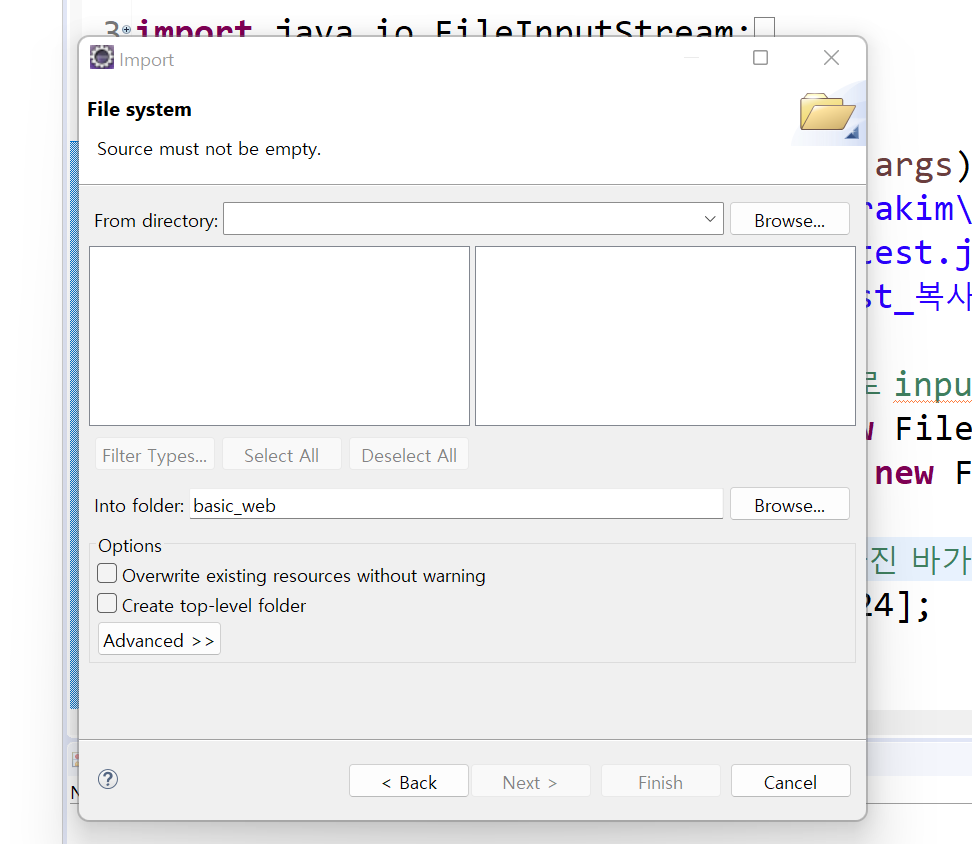 3 import java.io.FileInputStream;
Import
File system
Source must not be empty.
args)
rakim\
From directory:
Browse...
test.j
st_복사
로 inpu
File
new F
Filter Types...
Select All
Deselect All
Into folder:
basic_web
Browse...
Options
진 바가
Overwrite existing resources without warning
Create top-level folder
24];
Advanced >>
< Back
Next >
Finish
Cancel